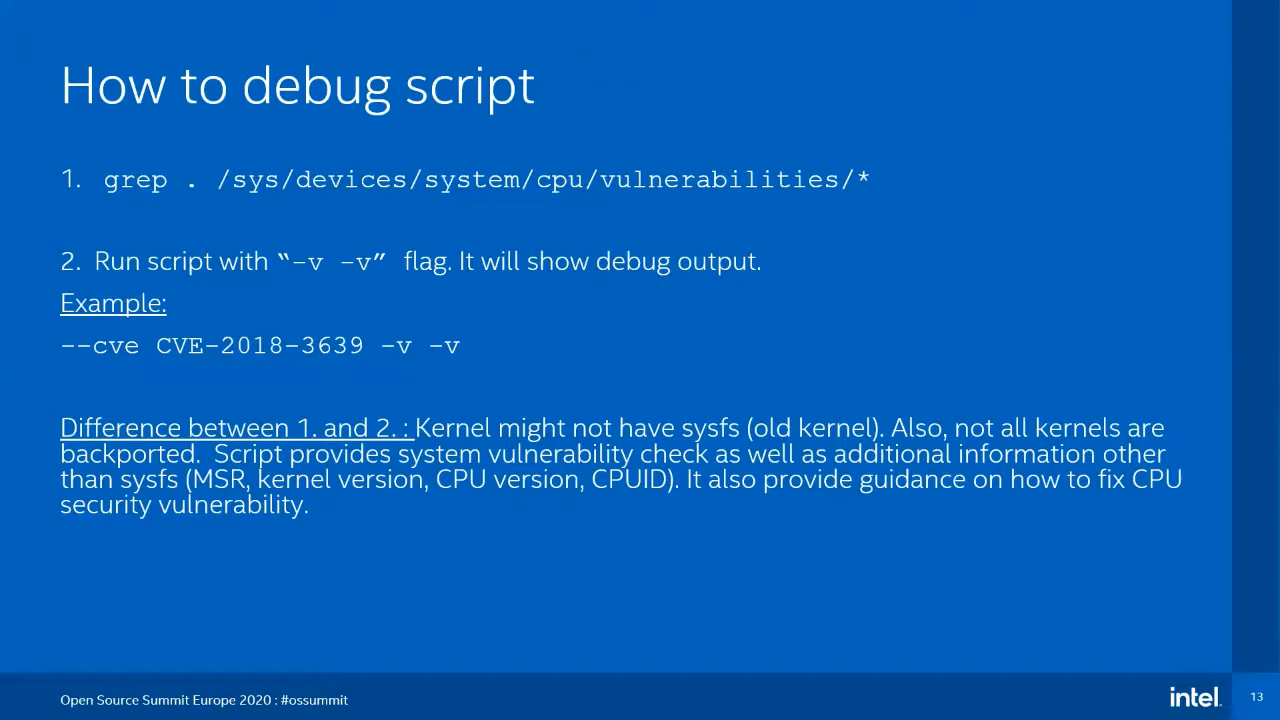 How to debug script
1. grep . /sys/devices/system/cpu/vulnerabilities/*
2. Run script with “-v -v” flag. It will show debug output.
Example:
--cve CVE-2018-3639 -v -v
Difference between 1. and 2. : Kernel might not have sysfs (old kernel). Also, not all kernels are
backported. Script provides system vulnerability check as well as additional information other
than sysfs (MSR, kernel version, CPU version, CPUID). It also provide guidance on how to fix CPU
security vulnerability.
Open Source Summit Europe 2020 : #ossummit
intel.
13